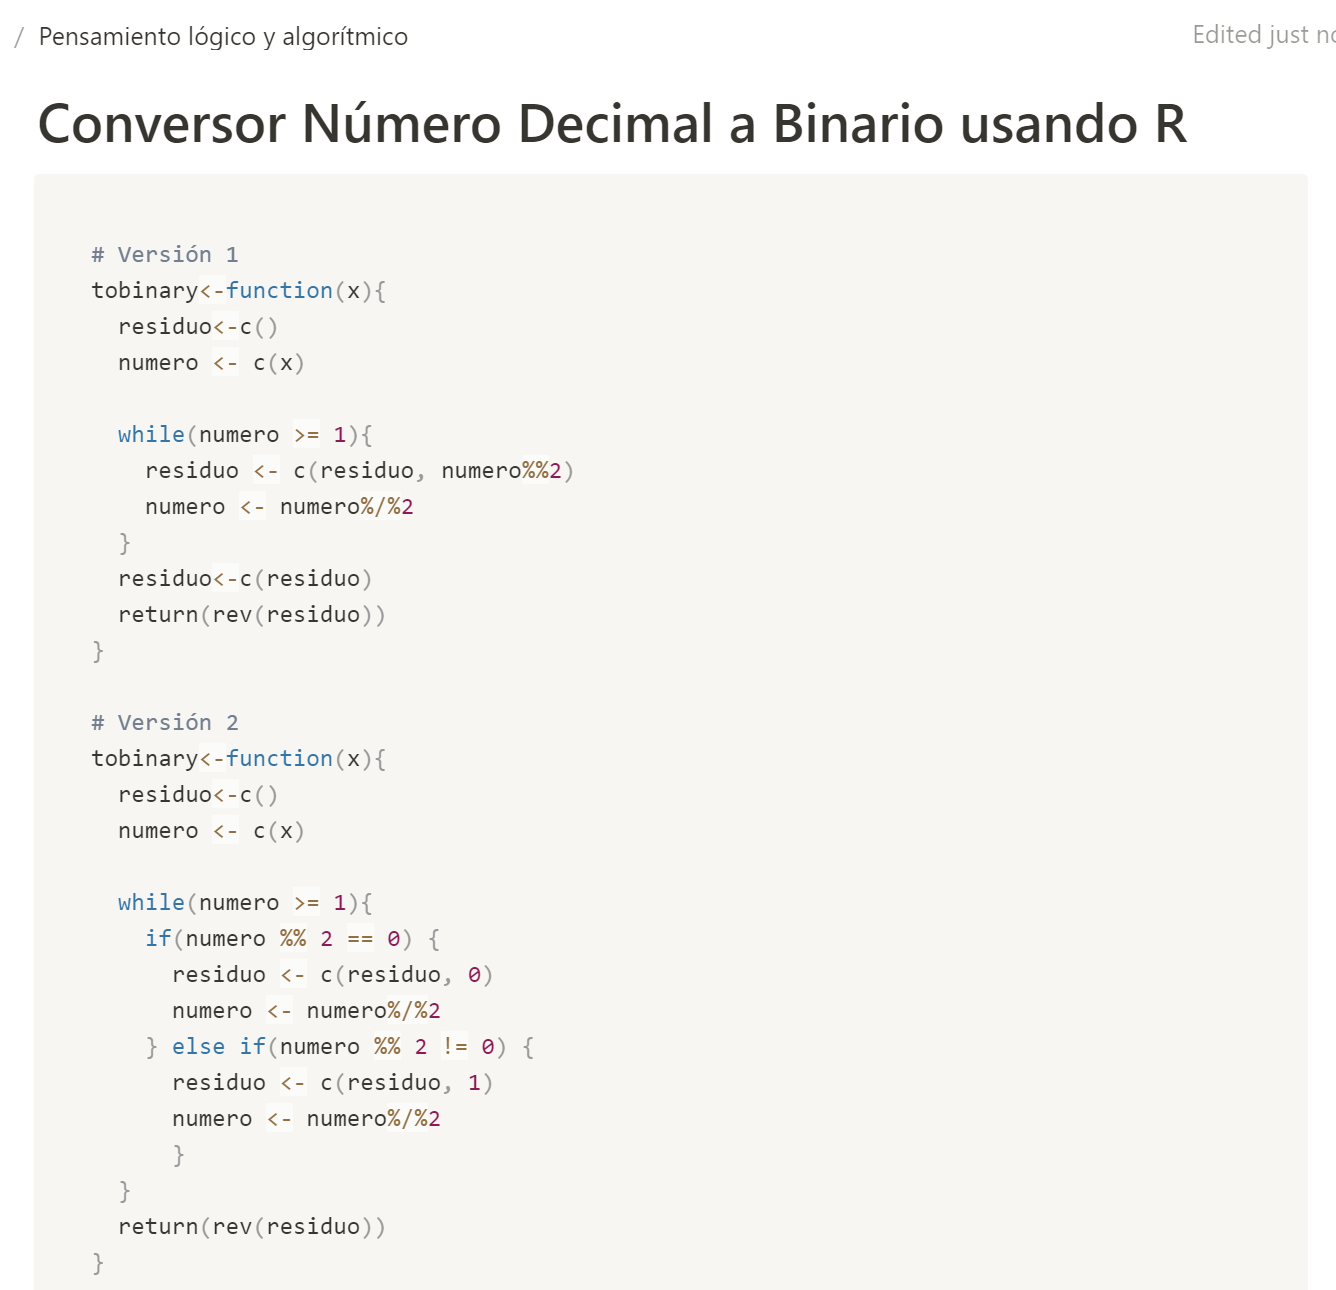 / Pensamiento lógico y algorítmico
Edited just
Conversor Número Decimal a Binario usando R
# Versión 1
tobinary<-function(x){
  residuo<-c()
  numero <- c(x)
  while(numero >= 1){
    residuo <- c(residuo, numero%%2)
    numero <- numero%/%2
  }
  residuo<-c(residuo)
  return(rev(residuo))
}
# Versión 2
tobinary<-function(x){
  residuo<-c()
  numero <- c(x)
  while(numero >= 1){
    if(numero %% 2 == 0) {
      residuo <- c(residuo, 0)
      numero <- numero%/%2
    } else if(numero %% 2 != 0) {
      residuo <- c(residuo, 1)
      numero <- numero%/%2
      }
  }
  return(rev(residuo))
}